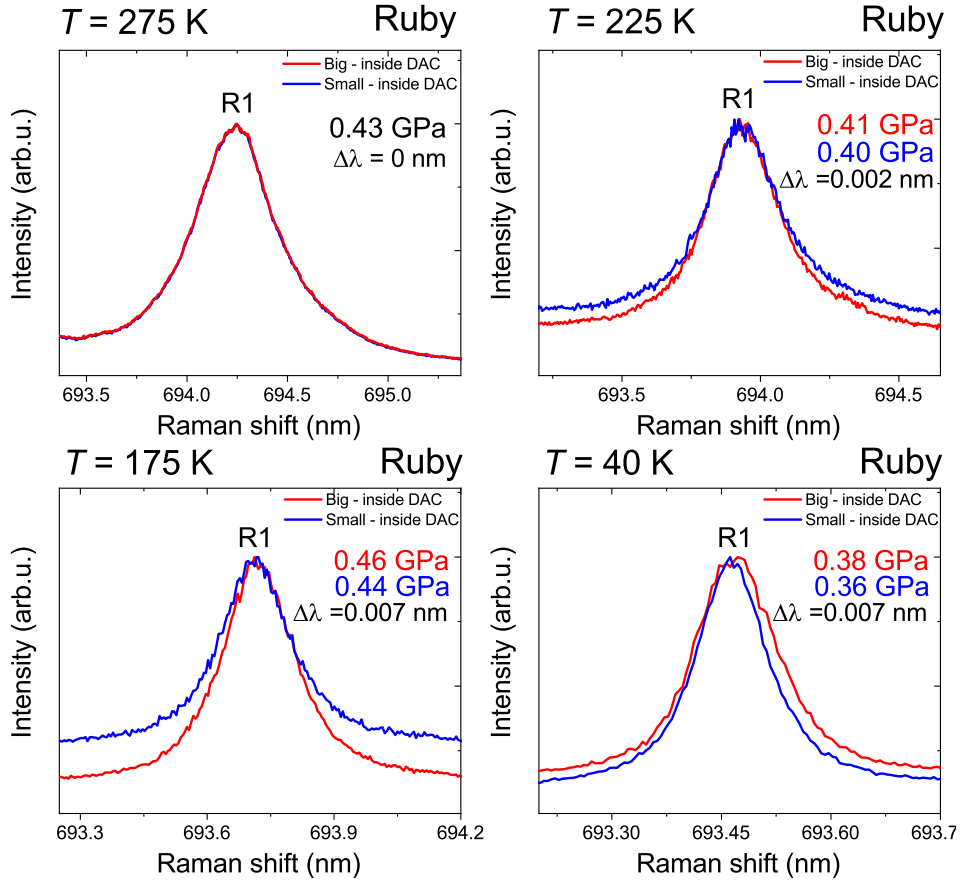 T = 275 K Ruby
Big - inside DAC
Small - inside DAC
R1
0.43 GPa
Δλ = 0 nm
Intensity (arb.u.)
693.5 694.0 694.5 695.0
Raman shift (nm)
T = 225 K Ruby
Big - inside DAC
Small - inside DAC
R1
0.41 GPa
0.40 GPa
Δλ =0.002 nm
Intensity (arb.u.)
693.5 694.0 694.5
Raman shift (nm)
T = 175 K Ruby
Big - inside DAC
Small - inside DAC
R1
0.46 GPa
0.44 GPa
Δλ =0.007 nm
Intensity (arb.u.)
693.3 693.6 693.9 694.2
Raman shift (nm)
T = 40 K Ruby
Big - inside DAC
Small - inside DAC
R1
0.38 GPa
0.36 GPa
Δλ =0.007 nm
Intensity (arb.u.)
693.30 693.45 693.60 693.7
Raman shift (nm)